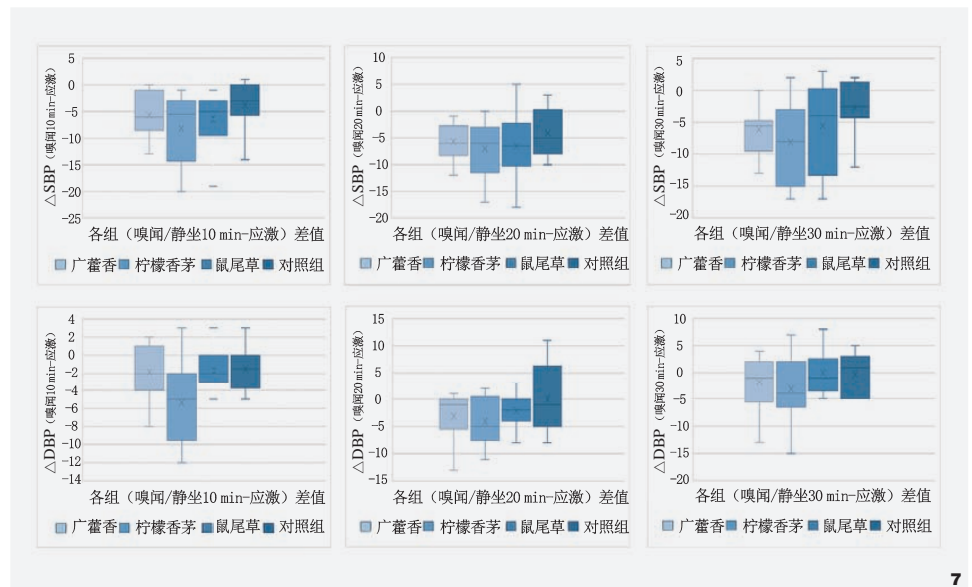 5
0
-5
-10
-15
-20
-25
△SBP（嗅闻10 min-应激）
各组（嗅闻/静坐10 min-应激）差值
广藿香 柠檬香茅 鼠尾草 对照组
10
5
0
-5
-10
-15
-20
△SBP（嗅闻20 min-应激）
各组（嗅闻/静坐20 min-应激）差值
广藿香 柠檬香茅 鼠尾草 对照组
5
0
-5
-10
-15
-20
△SBP（嗅闻30 min-应激）
各组（嗅闻/静坐30 min-应激）差值
广藿香 柠檬香茅 鼠尾草 对照组
4
2
0
-2
-4
-6
-8
-10
-12
-14
△DBP（嗅闻10 min-应激）
各组（嗅闻/静坐10 min-应激）差值
广藿香 柠檬香茅 鼠尾草 对照组
15
10
5
0
-5
-10
-15
△DBP（嗅闻20 min-应激）
各组（嗅闻/静坐20 min-应激）差值
广藿香 柠檬香茅 鼠尾草 对照组
10
5
0
-5
-10
-15
-20
△DBP（嗅闻30 min-应激）
各组（嗅闻/静坐30 min-应激）差值
广藿香 柠檬香茅 鼠尾草 对照组
7